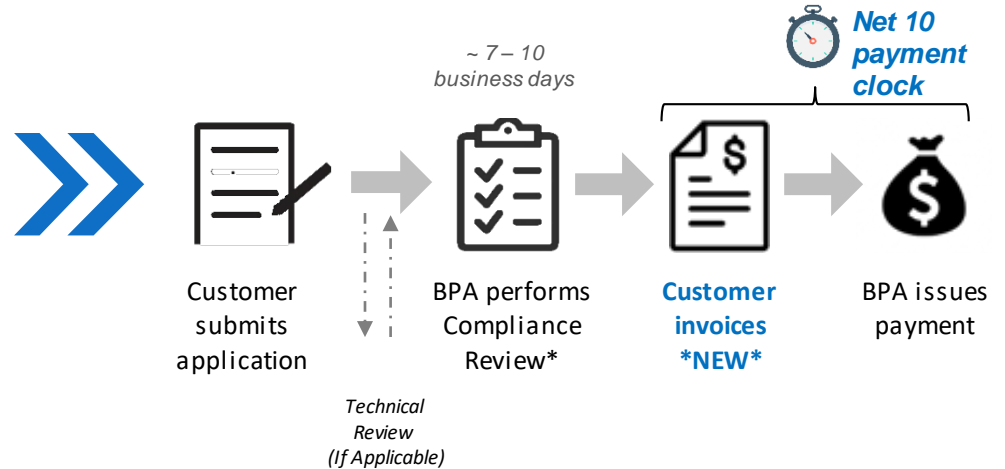 Net 10
payment
clock
~ 7 – 10
business days
$
$
Customer
submits
application
BPA performs
Compliance
Review*
Customer
invoices
*NEW*
BPA issues
payment
Technical
Review
(If Applicable)